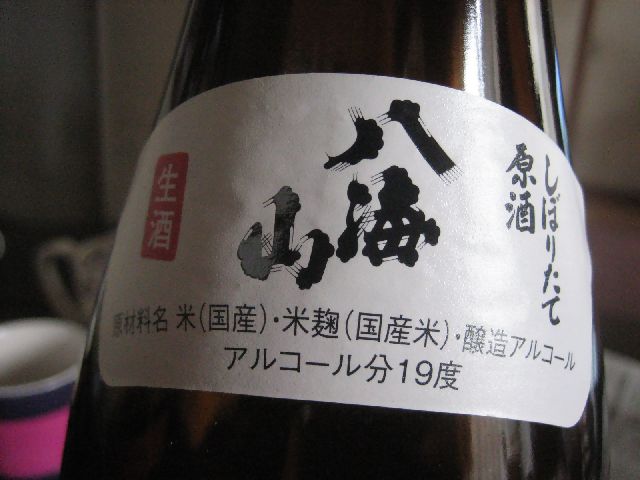 しぼりたて
原酒
八海山
生酒
原材料名 米(国産)・米麹(国産米)・醸造アルコール
アルコール分19度